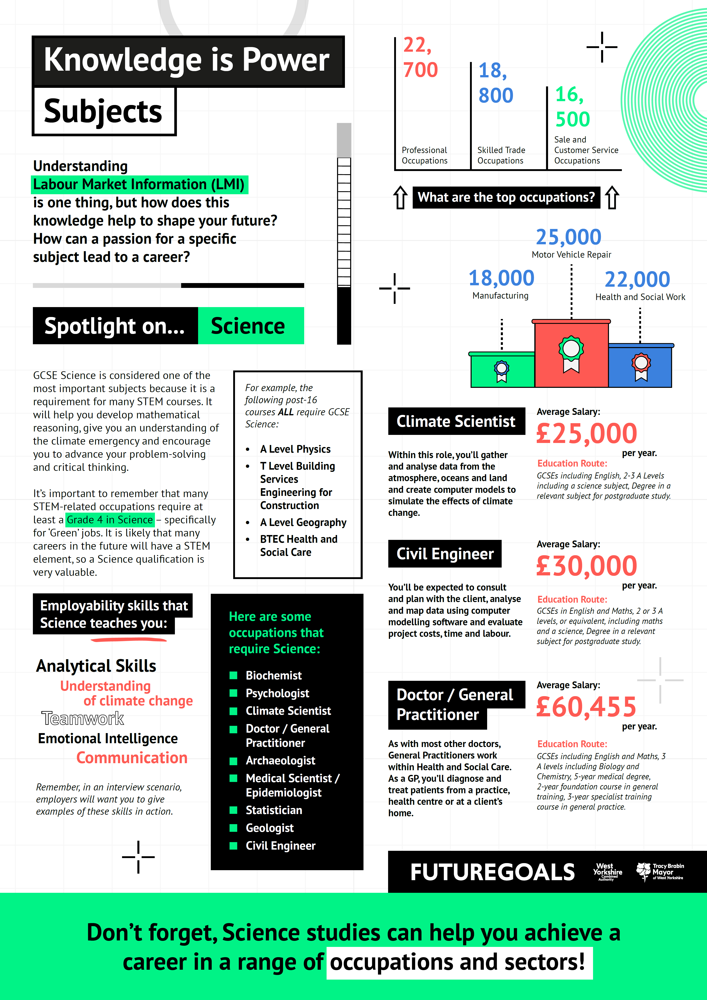 Knowledge is Power
Subjects
Understanding
Labour Market Information (LMI)
is one thing, but how does this
knowledge help to shape your future?
How can a passion for a specific
subject lead to a career?
Spotlight on...
Science
GCSE Science is considered one of the
most important subjects because it is a
requirement for many STEM courses. It
will help you develop mathematical
reasoning, give you an understanding of
the climate emergency and encourage
you to advance your problem-solving
and critical thinking.
It's important to remember that many
STEM-related occupations require at
least a Grade 4 in Science – specifically
for 'Green' jobs. It is likely that many
careers in the future will have a STEM
element, so a Science qualification is
very valuable.
For example, the
following post-16
courses ALL require GCSE
Science:
• A Level Physics
• T Level Building
Services
Engineering for
Construction
• A Level Geography
• BTEC Health and
Social Care
Employability skills that
Science teaches you:
Analytical Skills
Understanding
of climate change
Teamwork
Emotional Intelligence
Communication
Remember, in an interview scenario,
employers will want you to give
examples of these skills in action.
Here are some
occupations that
require Science:
Biochemist
Psychologist
Climate Scientist
Doctor / General
Practitioner
Archaeologist
Medical Scientist /
Epidemiologist
Statistician
Geologist
Civil Engineer
22,
700
Professional
Occupations
18,
800
Skilled Trade
Occupations
16,
500
Sale and
Customer Service
Occupations
What are the top occupations?
25,000
Motor Vehicle Repair
18,000
Manufacturing
22,000
Health and Social Work
Climate Scientist
Within this role, you'll gather
and analyse data from the
atmosphere, oceans and land
and create computer models to
simulate the effects of climate
change.
Average Salary:
£25,000
per year.
Education Route:
GCSEs including English, 2-3 A Levels
including a science subject, Degree in a
relevant subject for postgraduate study.
Civil Engineer
You'll be expected to consult
and plan with the client, analyse
and map data using computer
modelling software and evaluate
project costs, time and labour.
Average Salary:
£30,000
per year.
Education Route:
GCSEs in English and Maths, 2 or 3 A
levels, or equivalent, including maths
and a science, Degree in a relevant
subject for postgraduate study.
Doctor / General
Practitioner
As with most other doctors,
General Practitioners work
within Health and Social Care.
As a GP, you'll diagnose and
treat patients from a practice,
health centre or at a client's
home.
Average Salary:
£60,455
per year.
Education Route:
GCSEs including English and Maths, 3
A levels including Biology and
Chemistry, 5-year medical degree,
2-year foundation course in general
training, 3-year specialist training
course in general practice.
FUTUREGOALS
West
Yorkshire
Combined
Authority
Tracy Brabin
Mayor
of West Yorkshire
Don't forget, Science studies can help you achieve a
career in a range of occupations and sectors!